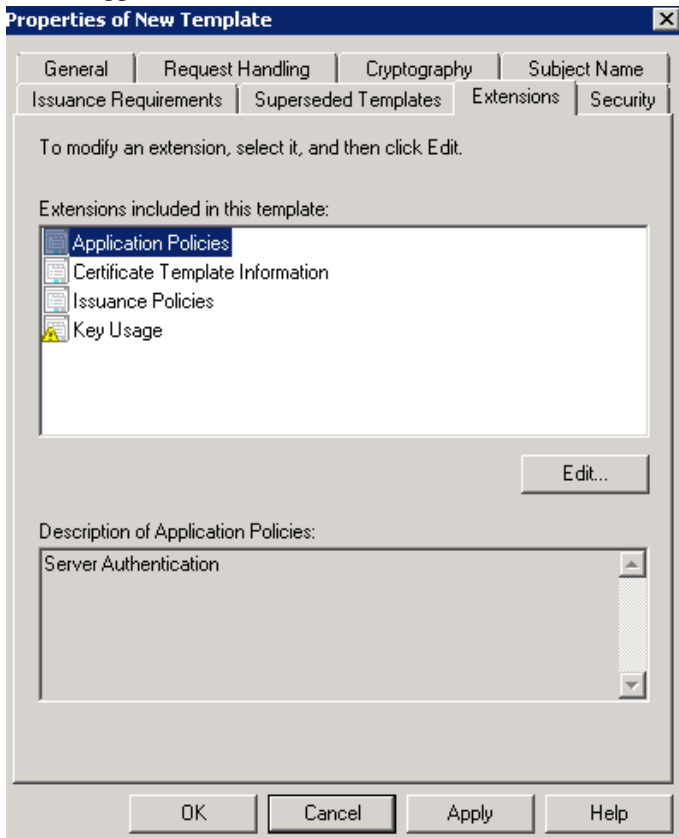 Properties of New Template
General Request Handling Cryptography Subject Name
Issuance Requirements Superseded Templates Extensions Security
To modify an extension, select it, and then click Edit.
Extensions included in this template:
Application Policies
Certificate Template Information
Issuance Policies
Key Usage
Edit...
Description of Application Policies:
Server Authentication
OK Cancel Apply Help